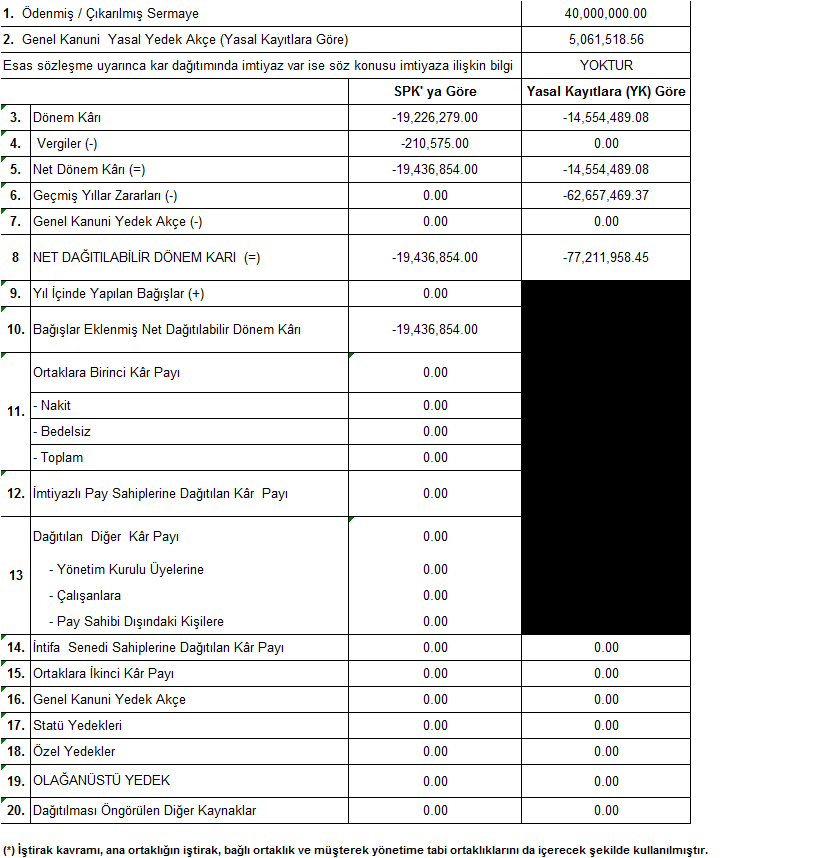 1. Ödenmiş / Çıkarılmış Sermaye 40,000,000.00
2. Genel Kanuni Yasal Yedek Akçe (Yasal Kayıtlara Göre) 5,061,518.56
Esas sözleşme uyarınca kar dağıtımında imtiyaz var ise söz konusu imtiyaza ilişkin bilgi YOKTUR
SPK' ya Göre Yasal Kayıtlara (YK) Göre
3. Dönem Kârı -19,226,279.00 -14,554,489.08
4. Vergiler (-) -210,575.00 0.00
5. Net Dönem Kârı (=) -19,436,854.00 -14,554,489.08
6. Geçmiş Yıllar Zararları (-) 0.00 -62,657,469.37
7. Genel Kanuni Yedek Akçe (-) 0.00 0.00
8 NET DAĞITILABİLİR DÖNEM KARI (=) -19,436,854.00 -77,211,958.45
9. Yıl İçinde Yapılan Bağışlar (+) 0.00
10. Bağışlar Eklenmiş Net Dağıtılabilir Dönem Kârı -19,436,854.00
11. Ortaklara Birinci Kâr Payı 0.00
- Nakit 0.00
- Bedelsiz 0.00
- Toplam 0.00
12. İmtiyazlı Pay Sahiplerine Dağıtılan Kâr Payı 0.00
13 Dağıtılan Diğer Kâr Payı 0.00
- Yönetim Kurulu Üyelerine 0.00
- Çalışanlara 0.00
- Pay Sahibi Dışındaki Kişilere 0.00
14. İntifa Senedi Sahiplerine Dağıtılan Kâr Payı 0.00 0.00
15. Ortaklara İkinci Kâr Payı 0.00 0.00
16. Genel Kanuni Yedek Akçe 0.00 0.00
17. Statü Yedekleri 0.00 0.00
18. Özel Yedekler 0.00 0.00
19. OLAĞANÜSTÜ YEDEK 0.00 0.00
20. Dağıtılması Öngörülen Diğer Kaynaklar 0.00 0.00
(*) İştirak kavramı, ana ortaklığın iştirak, bağlı ortaklık ve müşterek yönetime tabi ortaklıklarını da içerecek şekilde kullanılmıştır.